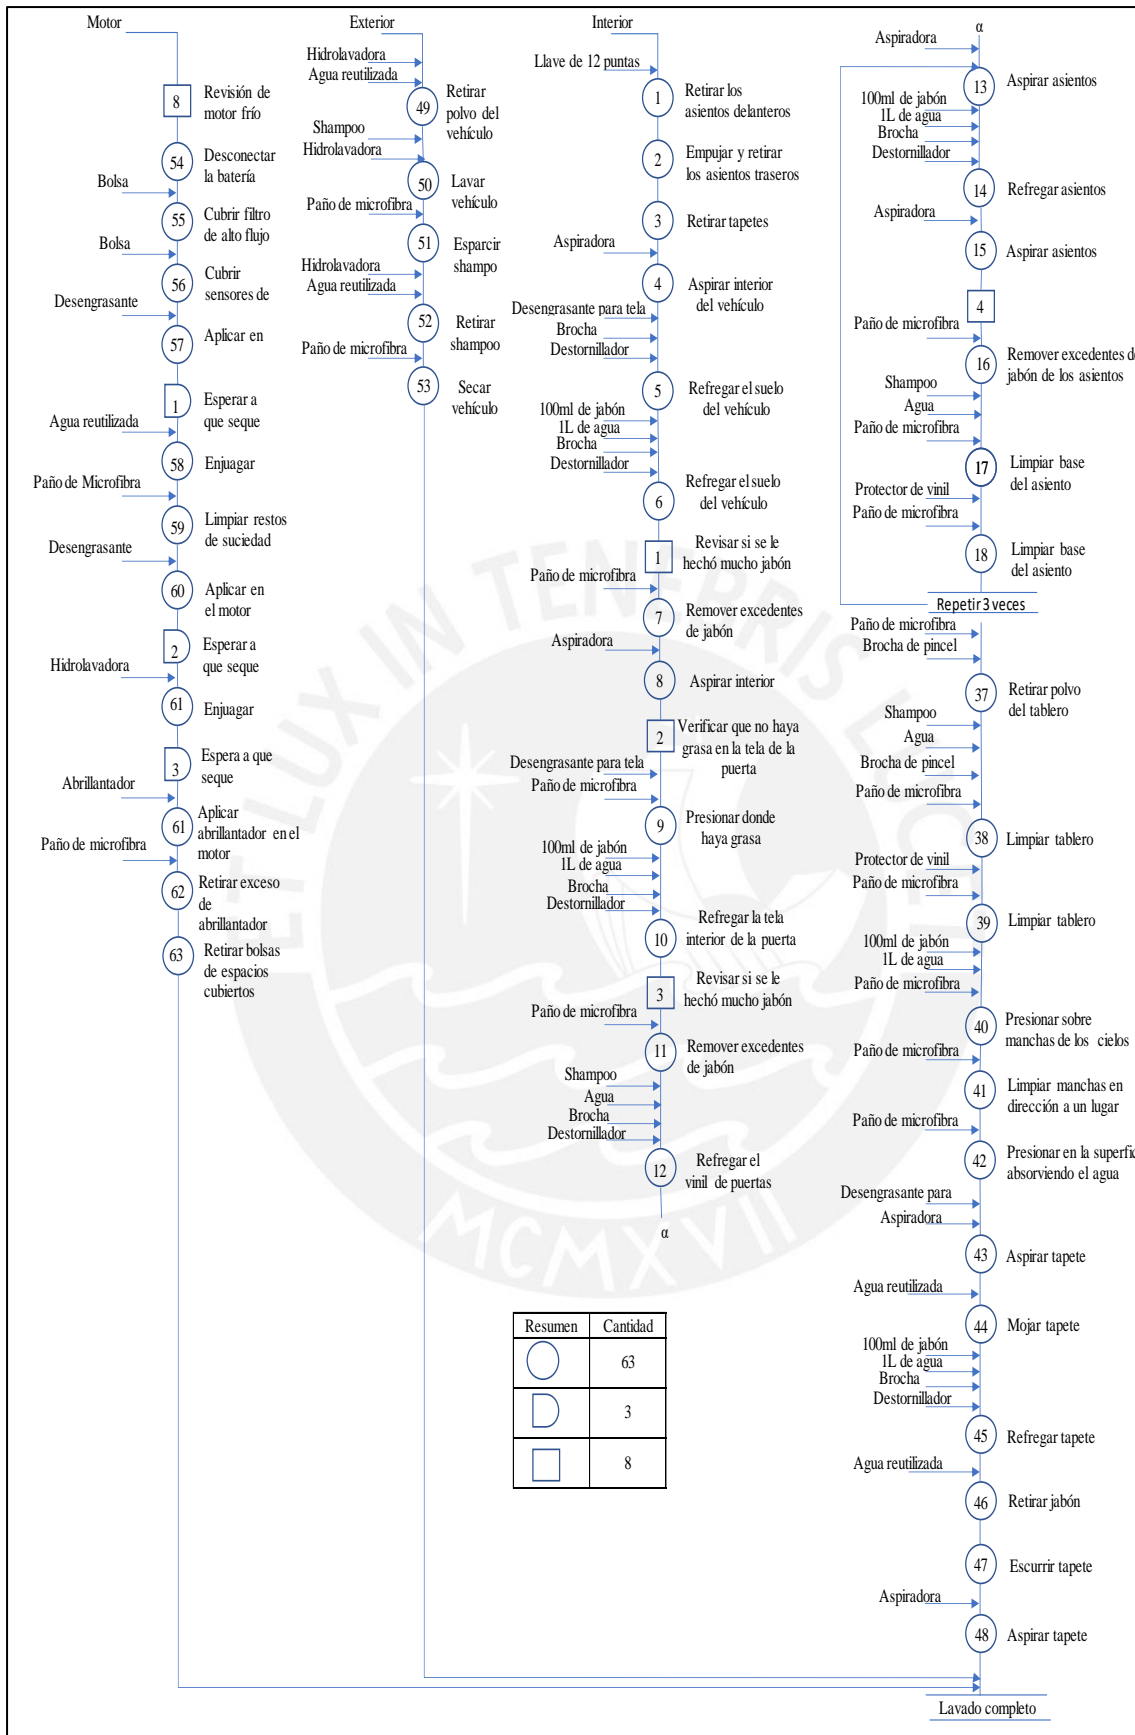 Motor
8
Revisión de
motor frío
54
Desconectar
la batería
Bolsa
55
Cubrir filtro
de alto flujo
Bolsa
56
Cubrir
sensores de
Desengrasante
57
Aplicar en
1
Esperar a
que seque
Agua reutilizada
58
Enjuagar
Paño de Microfibra
59
Limpiar restos
de suciedad
Desengrasante
60
Aplicar en
el motor
2
Esperar a
que seque
Hidrolavadora
61
Enjuagar
3
Espera a que
seque
Abrillantador
61
Aplicar
abrillantador en el
motor
Paño de microfibra
62
Retirar exceso
de
abrillantador
63
Retirar bolsas
de espacios
cubiertos
Exterior
Hidrolavadora
Agua reutilizada
49
Retirar
polvo del
vehículo
Shampoo
Hidrolavadora
50
Lavar
vehículo
Paño de microfibra
51
Esparcir
shampo
Hidrolavadora
Agua reutilizada
52
Retirar
shampoo
Paño de microfibra
53
Secar
vehículo
Interior
Llave de 12 puntas
1
Retirar los
asientos delanteros
2
Empujar y retirar
los asientos traseros
3
Retirar tapetes
Aspiradora
4
Aspirar interior
del vehículo
Desengrasante para tela
Brocha
Destornillador
5
Refregar el suelo
del vehículo
100ml de jabón
1L de agua
Brocha
Destornillador
6
Refregar el suelo
del vehículo
1
Revisar si se le
hechó mucho jabón
Paño de microfibra
7
Remover excedentes
de jabón
Aspiradora
8
Aspirar interior
2
Verificar que no haya
grasa en la tela de la
puerta
Desengrasante para tela
Paño de microfibra
9
Presionar donde
haya grasa
100ml de jabón
1L de agua
Brocha
Destornillador
10
Refregar la tela
interior de la puerta
3
Revisar si se le
hechó mucho jabón
Paño de microfibra
11
Remover excedentes
de jabón
Shampoo
Agua
Brocha
Destornillador
12
Refregar el
vinil de puertas
α
α
Aspiradora
13
Aspirar asientos
100ml de jabón
1L de agua
Brocha
Destornillador
14
Refregar asientos
Aspiradora
15
Aspirar asientos
4
Paño de microfibra
16
Remover excedentes de
jabón de los asientos
Shampoo
Agua
Paño de microfibra
17
Limpiar base
del asiento
Protector de vinil
Paño de microfibra
18
Limpiar base
del asiento
Repetir 3 veces
Paño de microfibra
Brocha de pincel
37
Retirar polvo
del tablero
Shampoo
Agua
Brocha de pincel
Paño de microfibra
38
Limpiar tablero
Protector de vinil
Paño de microfibra
39
Limpiar tablero
100ml de jabón
1L de agua
Paño de microfibra
40
Presionar sobre
manchas de los cielos
Paño de microfibra
41
Limpiar manchas en
dirección a un lugar
Paño de microfibra
42
Presionar en la superfic
absorviendo el agua
Desengrasante para
Aspiradora
43
Aspirar tapete
Agua reutilizada
44
Mojar tapete
100ml de jabón
1L de agua
Brocha
Destornillador
45
Refregar tapete
Agua reutilizada
46
Retirar jabón
47
Escurrir tapete
Aspiradora
48
Aspirar tapete
Lavado completo
Resumen Cantidad
63
3
8
ET LUX IN TENEBRIS LUCET
MCMXVII